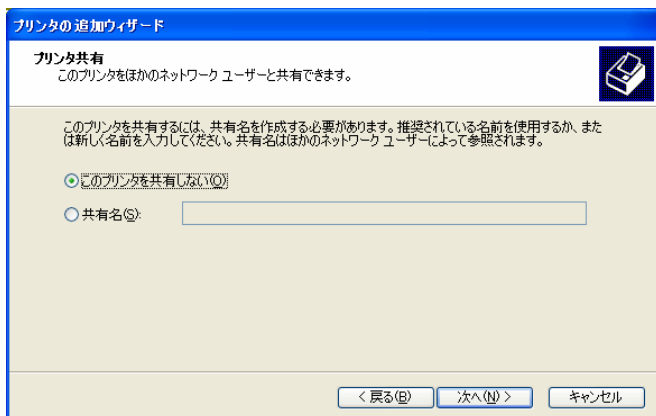 プリンタの追加ウィザード
プリンタ共有
このプリンタをほかのネットワーク ユーザーと共有できます。
このプリンタを共有するには、共有名を作成する必要があります。推奨されている名前を使用するか、また
は新しく名前を入力してください。共有名はほかのネットワーク ユーザーによって参照されます。
このプリンタを共有しない(O)
共有名(S):
< 戻る(B) 次へ(N) > キャンセル